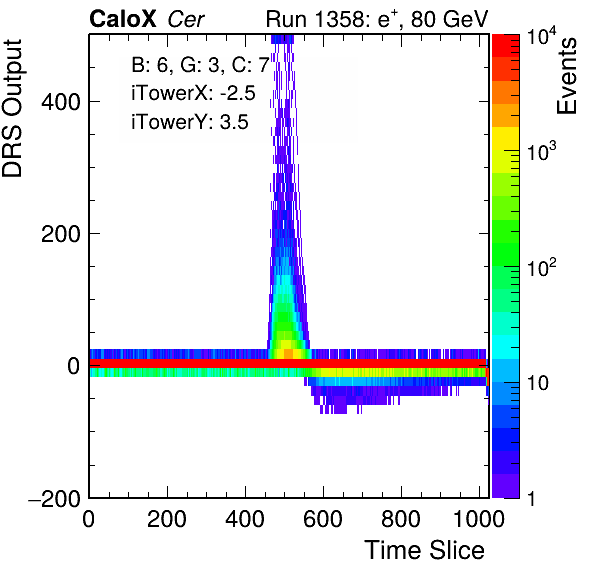 CaloX Cer Run 1358: e⁺, 80 GeV
B: 6, G: 3, C: 7
iTowerX: -2.5
iTowerY: 3.5
DRS Output
400
200
0
−200
0 200 400 600 800 1000
Time Slice
Events
10⁴
10³
10²
10
1